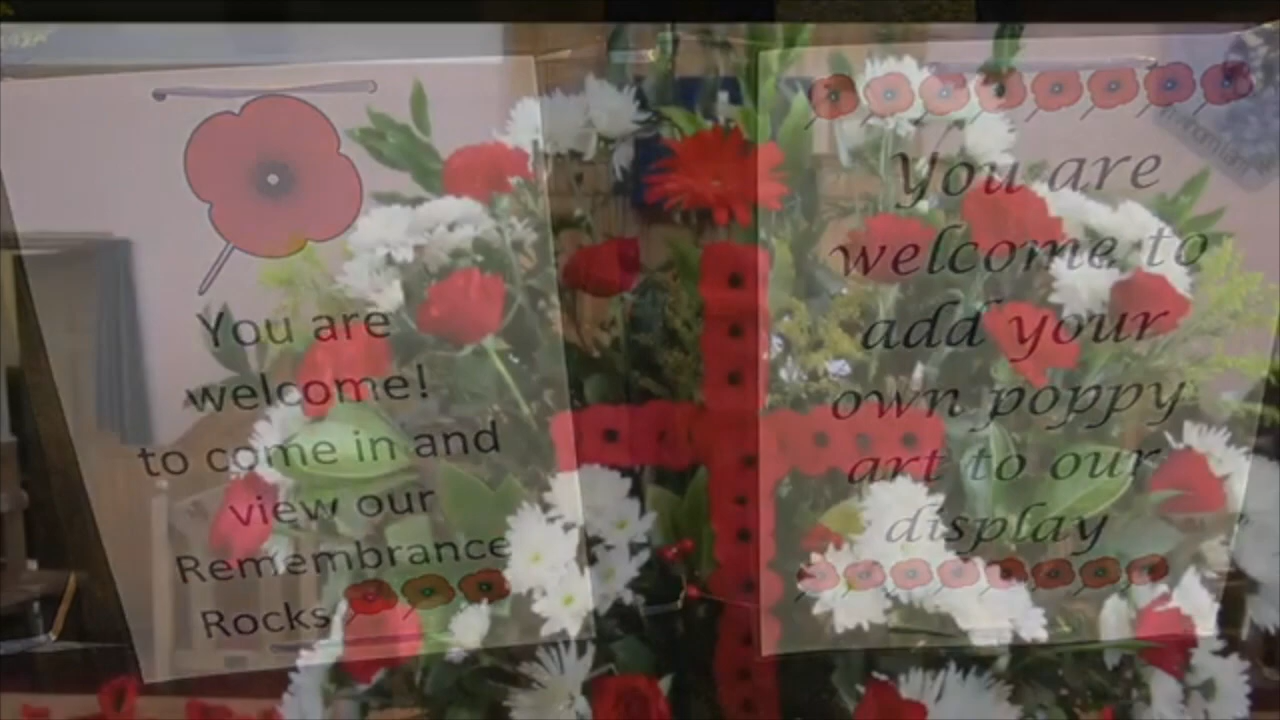 You are
welcome!
to come in and
view our
Remembrance
Rocks
You are
welcome to
add your
own poppy
art to our
display